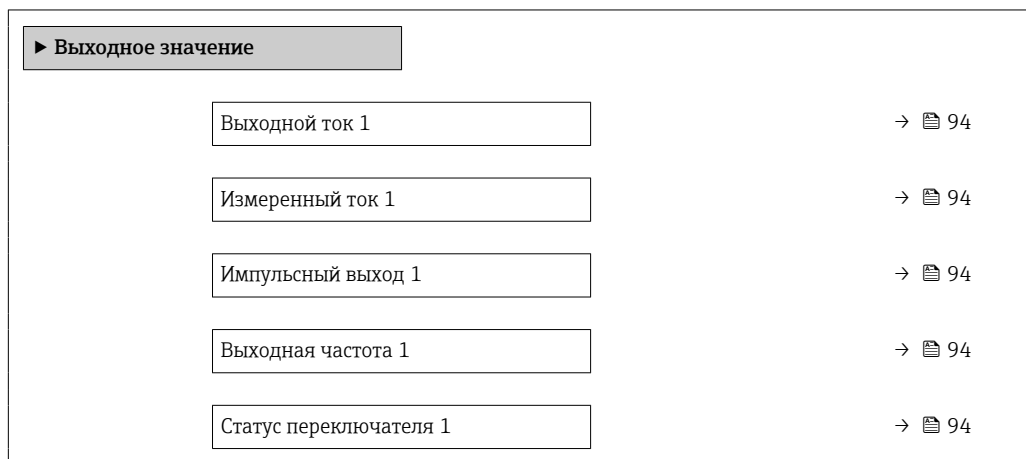 ▶ Выходное значение
Выходной ток 1 → 🖺 94
Измеренный ток 1 → 🖺 94
Импульсный выход 1 → 🖺 94
Выходная частота 1 → 🖺 94
Статус переключателя 1 → 🖺 94